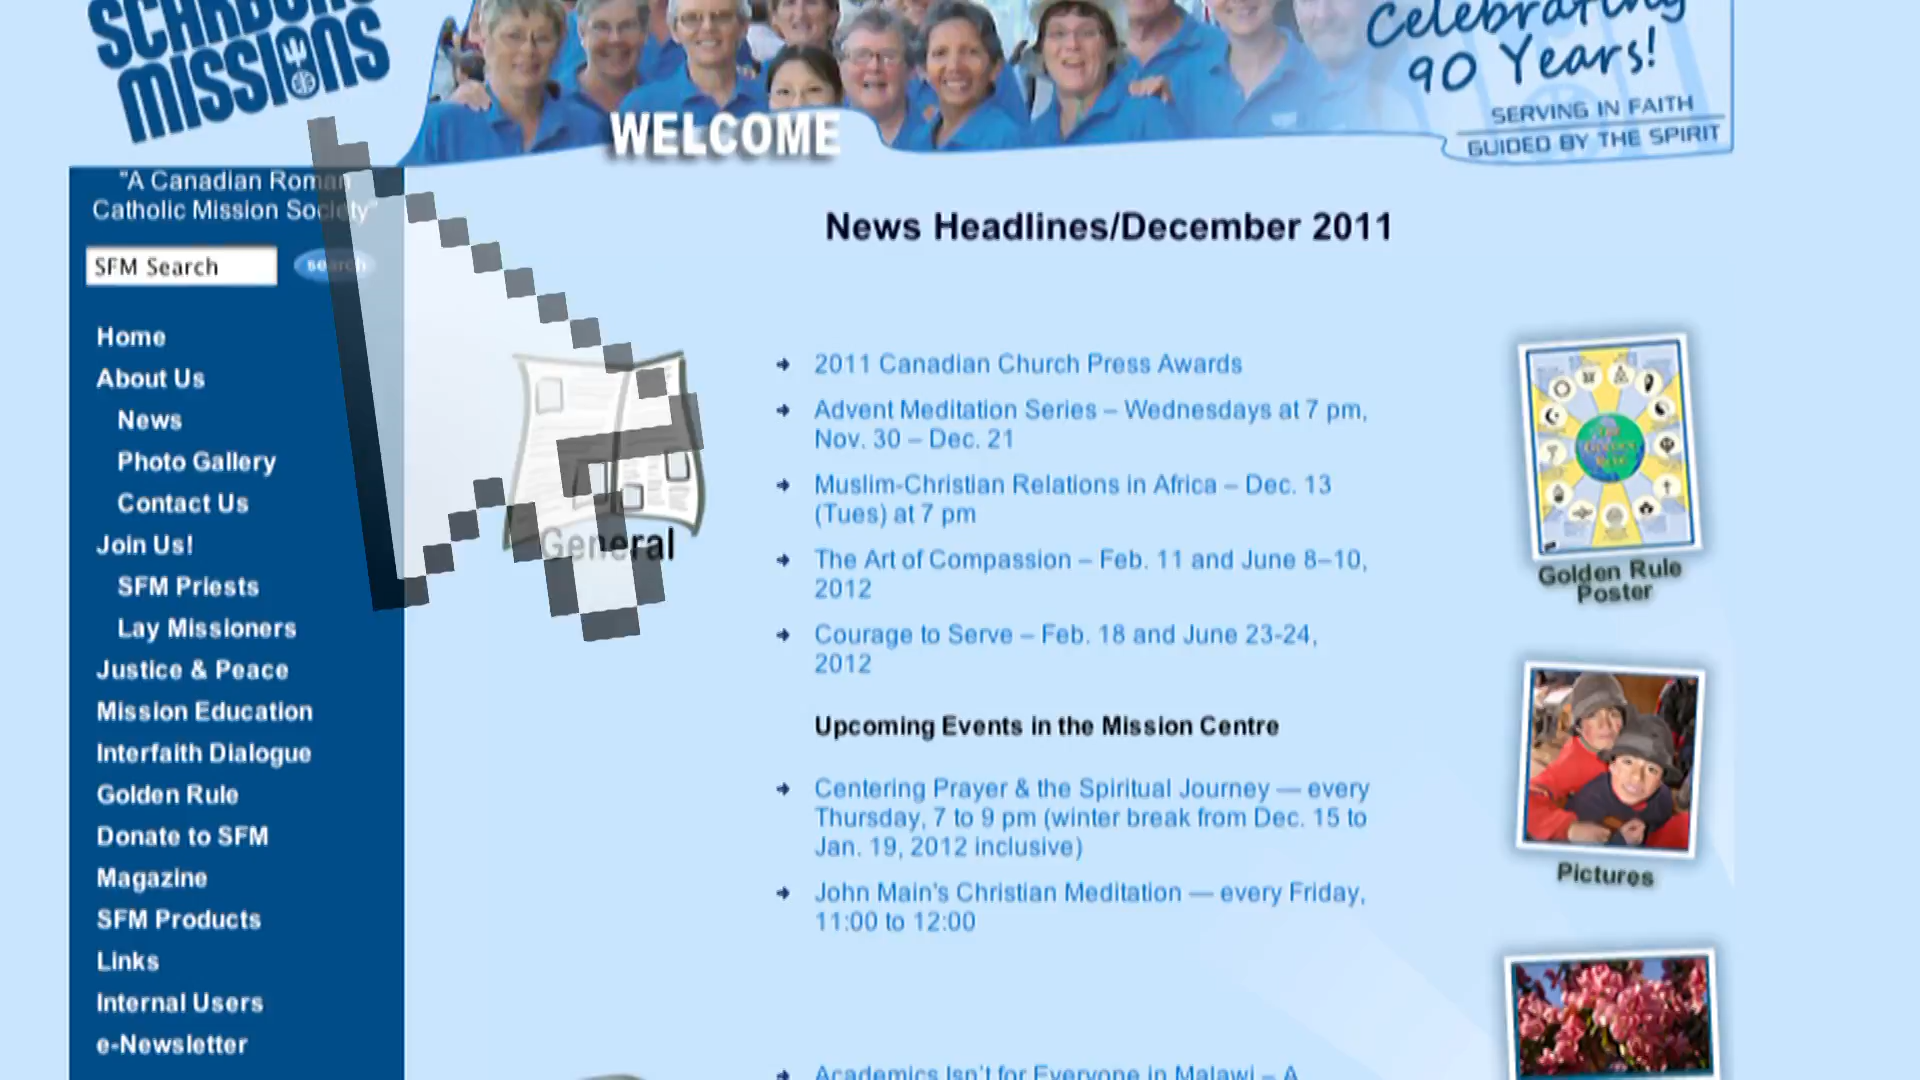 SCARBORO
MISSIONS
Celebrating
90 Years!
SERVING IN FAITH
GUIDED BY THE SPIRIT
WELCOME
"A Canadian Roman
Catholic Mission Society"
SFM Search
search
Home
About Us
News
Photo Gallery
Contact Us
Join Us!
SFM Priests
Lay Missioners
Justice & Peace
Mission Education
Interfaith Dialogue
Golden Rule
Donate to SFM
Magazine
SFM Products
Links
Internal Users
e-Newsletter
General
News Headlines/December 2011
2011 Canadian Church Press Awards
Advent Meditation Series – Wednesdays at 7 pm,
Nov. 30 – Dec. 21
Muslim-Christian Relations in Africa – Dec. 13
(Tues) at 7 pm
The Art of Compassion – Feb. 11 and June 8–10,
2012
Courage to Serve – Feb. 18 and June 23-24,
2012
Upcoming Events in the Mission Centre
Centering Prayer & the Spiritual Journey — every
Thursday, 7 to 9 pm (winter break from Dec. 15 to
Jan. 19, 2012 inclusive)
John Main's Christian Meditation — every Friday,
11:00 to 12:00
Academics Isn't for Everyone in Malawi – A
Golden Rule
Poster
Pictures